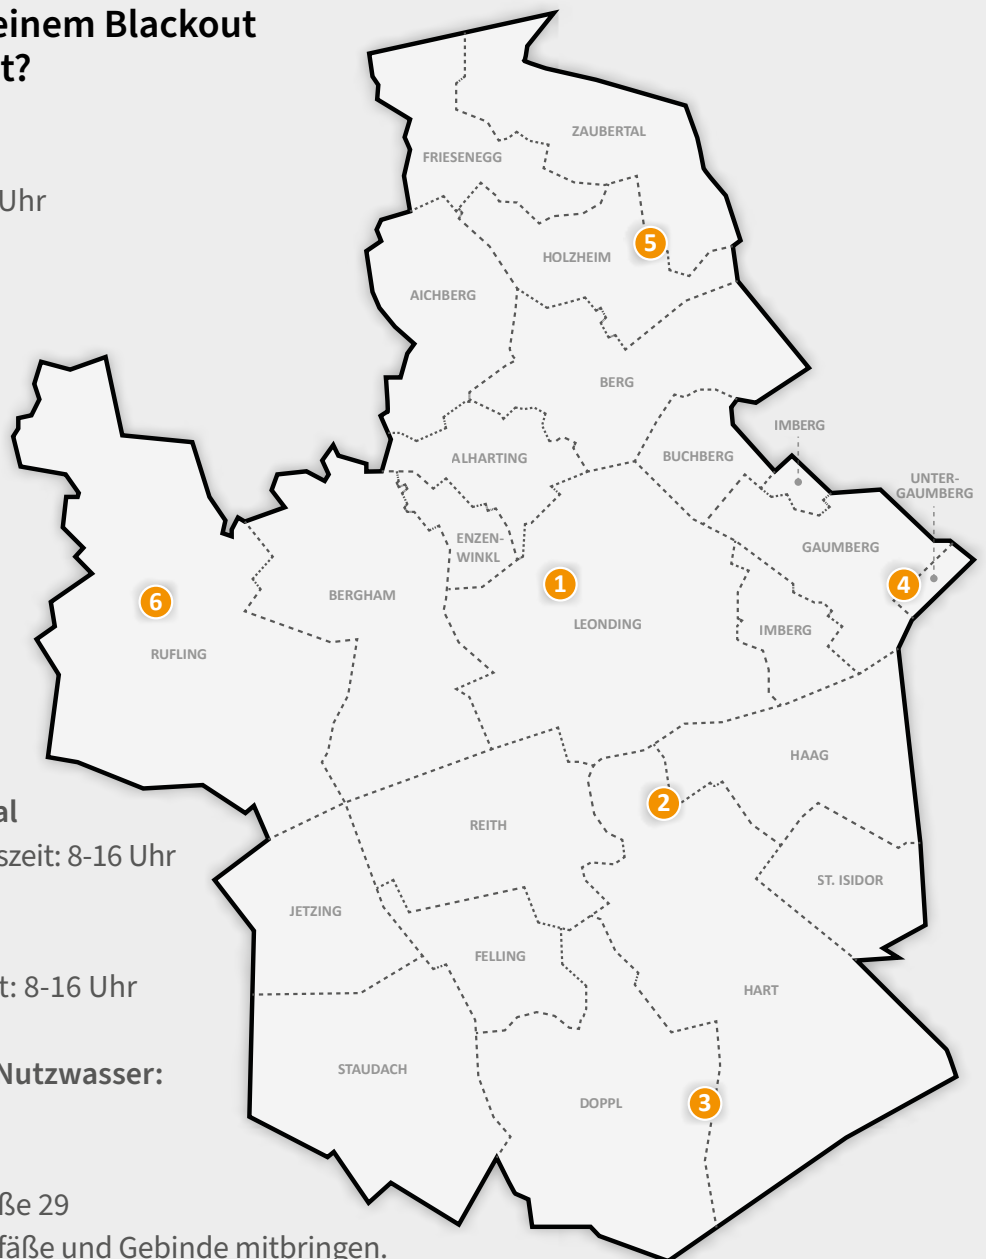 einem Blackout
t?
Uhr
ZAUBERTAL
FRIESENEGG
5
HOLZHEIM
AICHBERG
BERG
IMBERG
ALHARTING
BUCHBERG
UNTER-
GAUMBERG
ENZEN-
WINKL
GAUMBERG
1
4
6
BERGHAM
LEONDING
IMBERG
RUFLING
HAAG
2
al
REITH
szeit: 8-16 Uhr
ST. ISIDOR
JETZING
FELLING
t: 8-16 Uhr
HART
STAUDACH
Nutzwasser:
DOPPL
3
ße 29
fäße und Gebinde mitbringen.